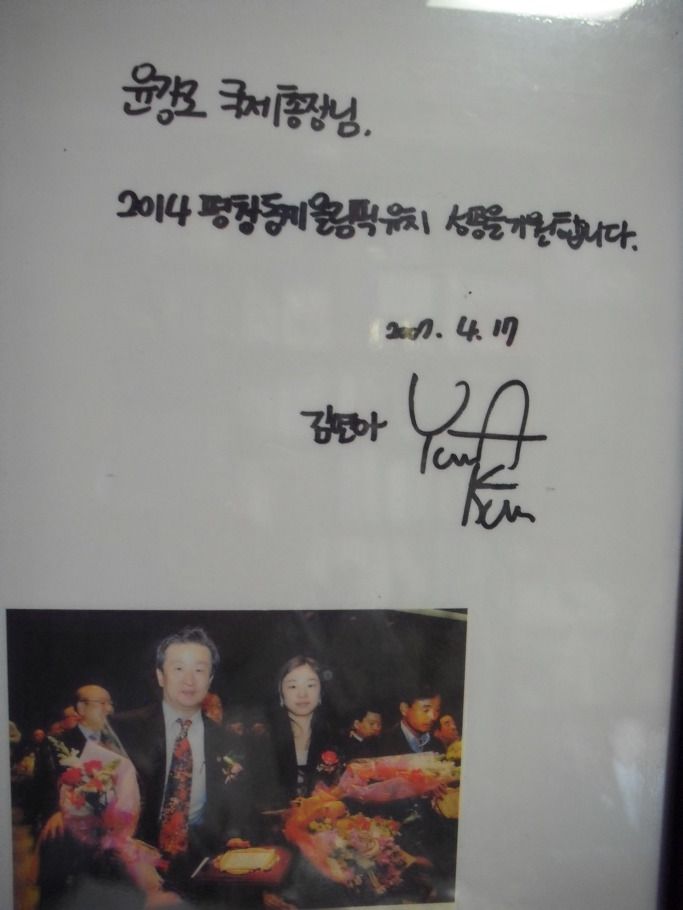 윤강로 국제총장님.
2014 평창동계올림픽유치 성공을기원합니다.
2007. 4. 17
김연아 YunA
Kim